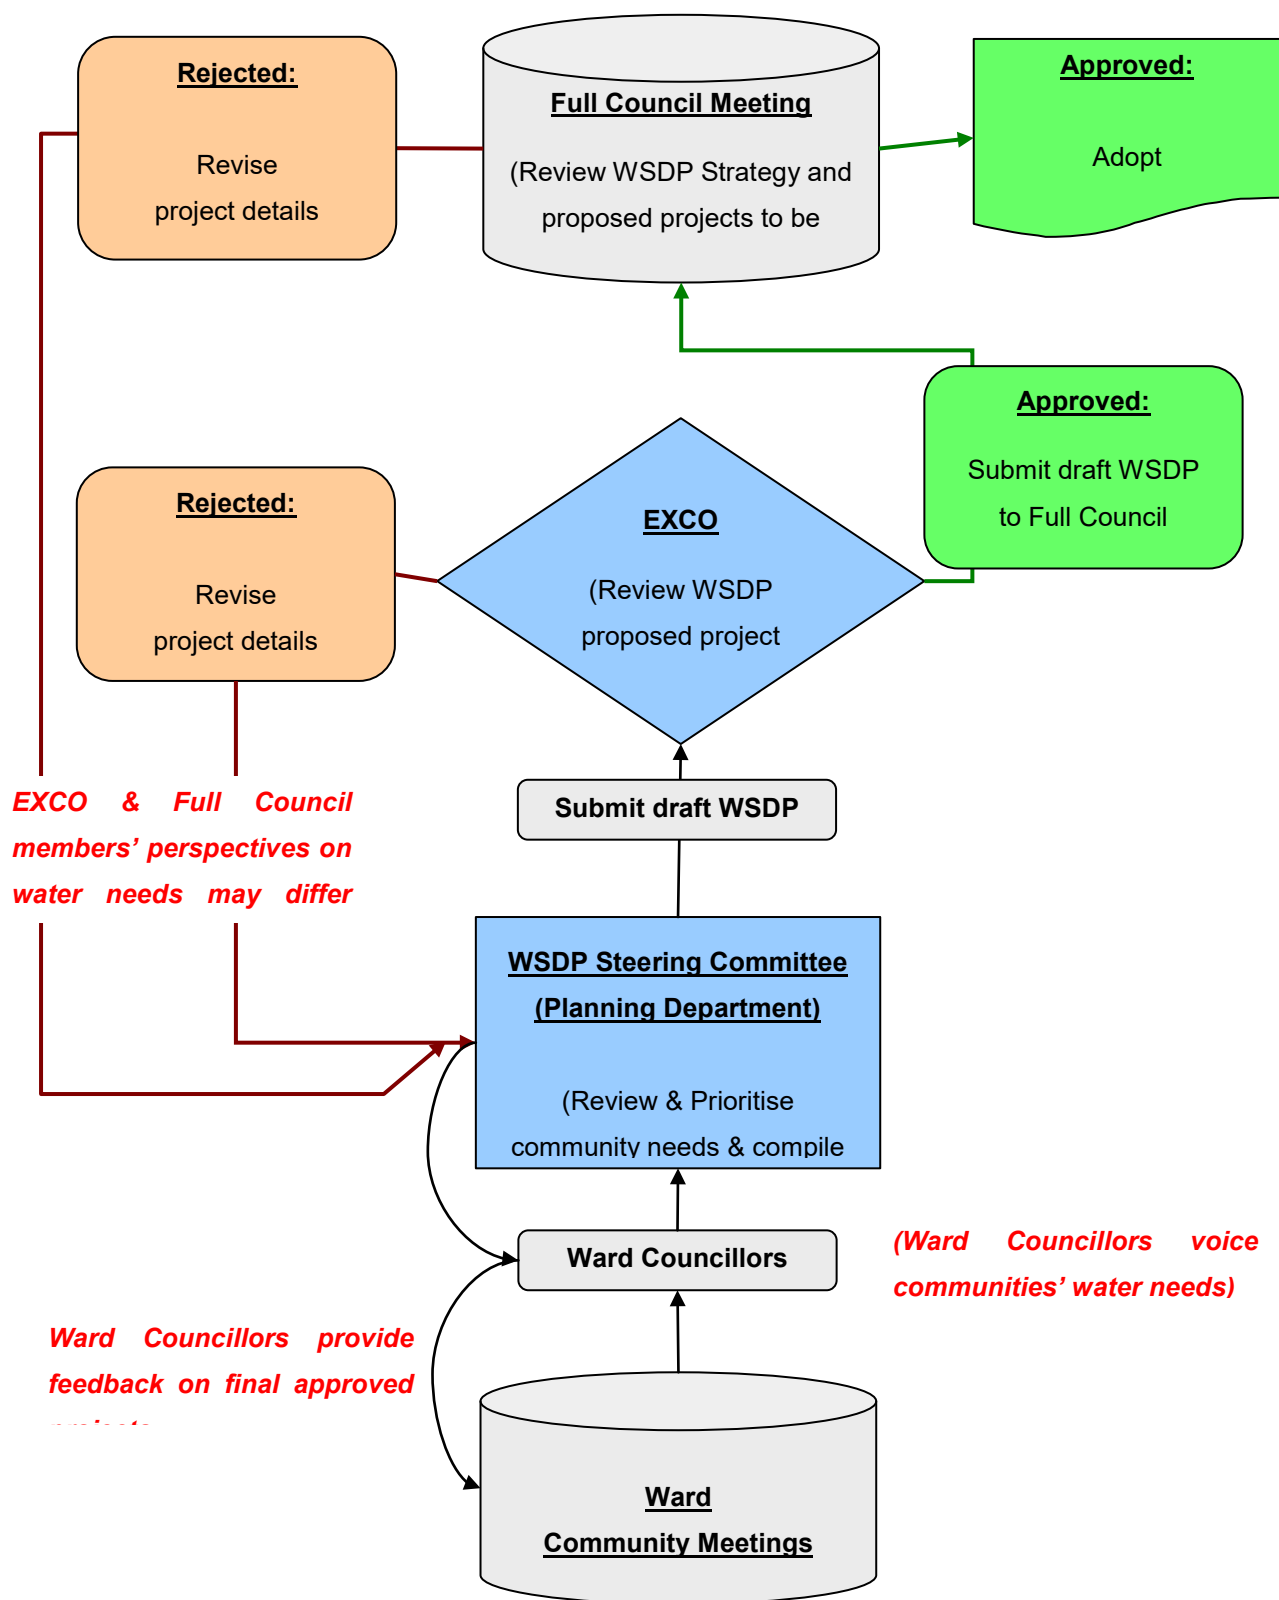 Rejected:
Revise
project details
Full Council Meeting
(Review WSDP Strategy and
proposed projects to be
Approved:
Adopt
Approved:
Submit draft WSDP
to Full Council
Rejected:
Revise
project details
EXCO
(Review WSDP
proposed project
EXCO & Full Council
members’ perspectives on
water needs may differ
Submit draft WSDP
WSDP Steering Committee
(Planning Department)
(Review & Prioritise
community needs & compile
Ward Councillors
(Ward Councillors voice
communities’ water needs)
Ward Councillors provide
feedback on final approved
Ward
Community Meetings